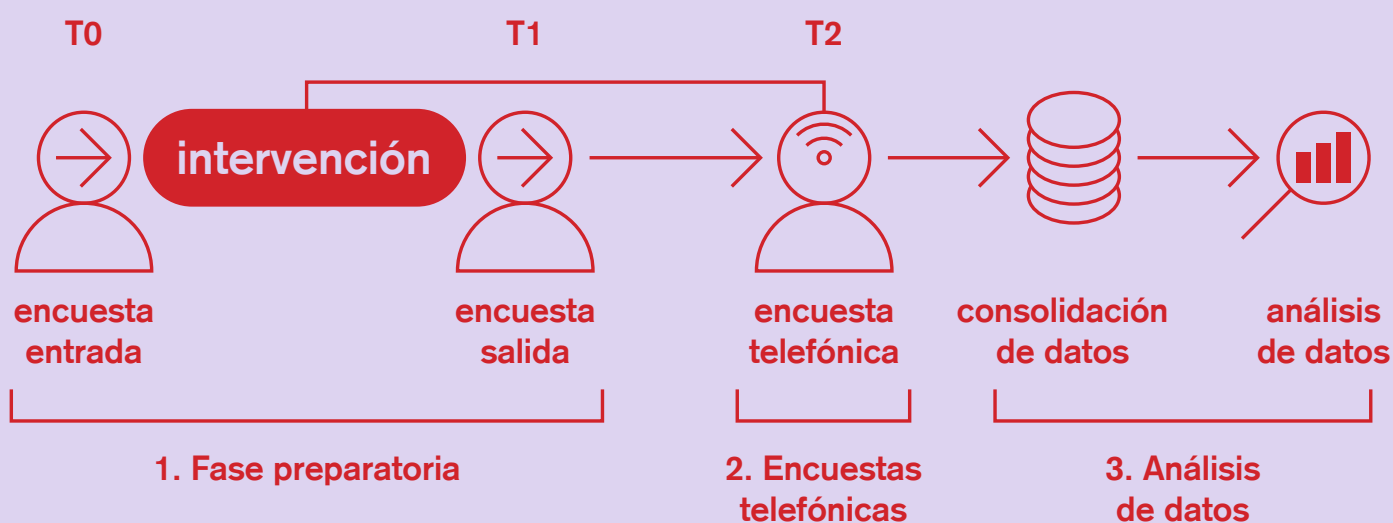 T0
T1
T2
intervención
encuesta
entrada
encuesta
salida
encuesta
telefónica
consolidación
de datos
análisis
de datos
1. Fase preparatoria
2. Encuestas
telefónicas
3. Análisis
de datos